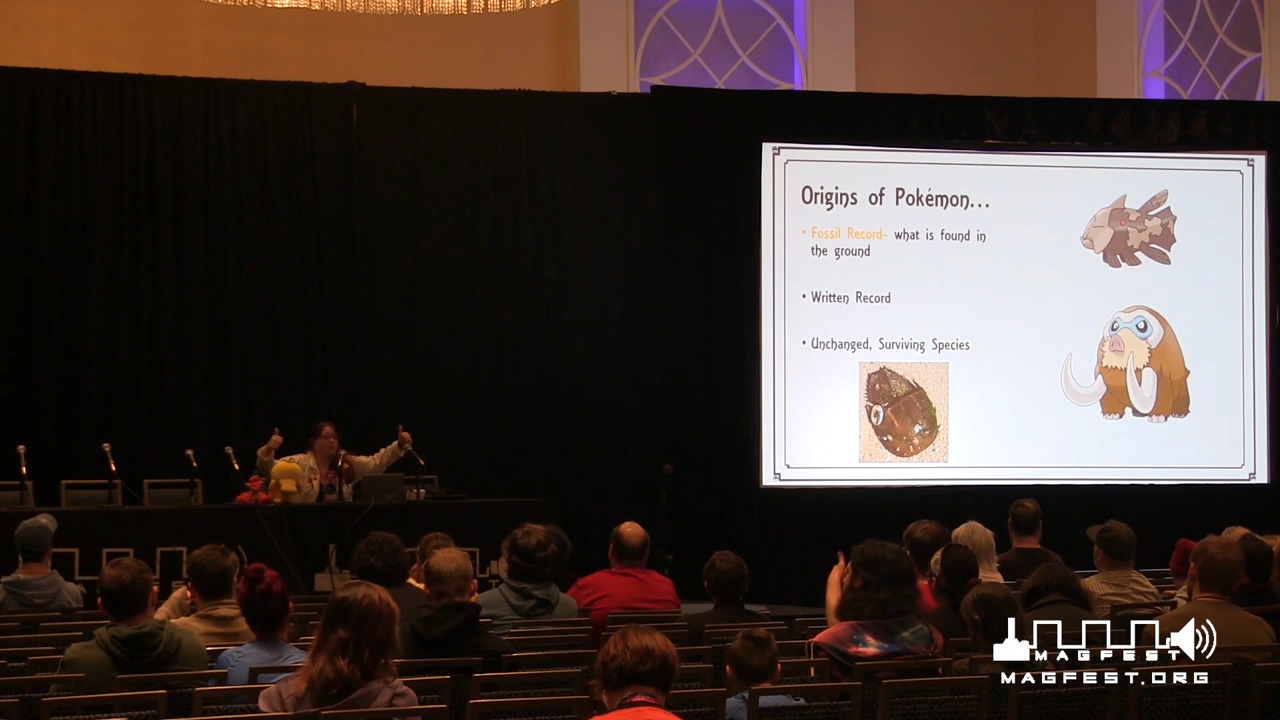 Origins of Pokémon...
• Fossil Record- what is found in
the ground
• Written Record
• Unchanged, Surviving Species
MAGFEST
MAGFEST.ORG